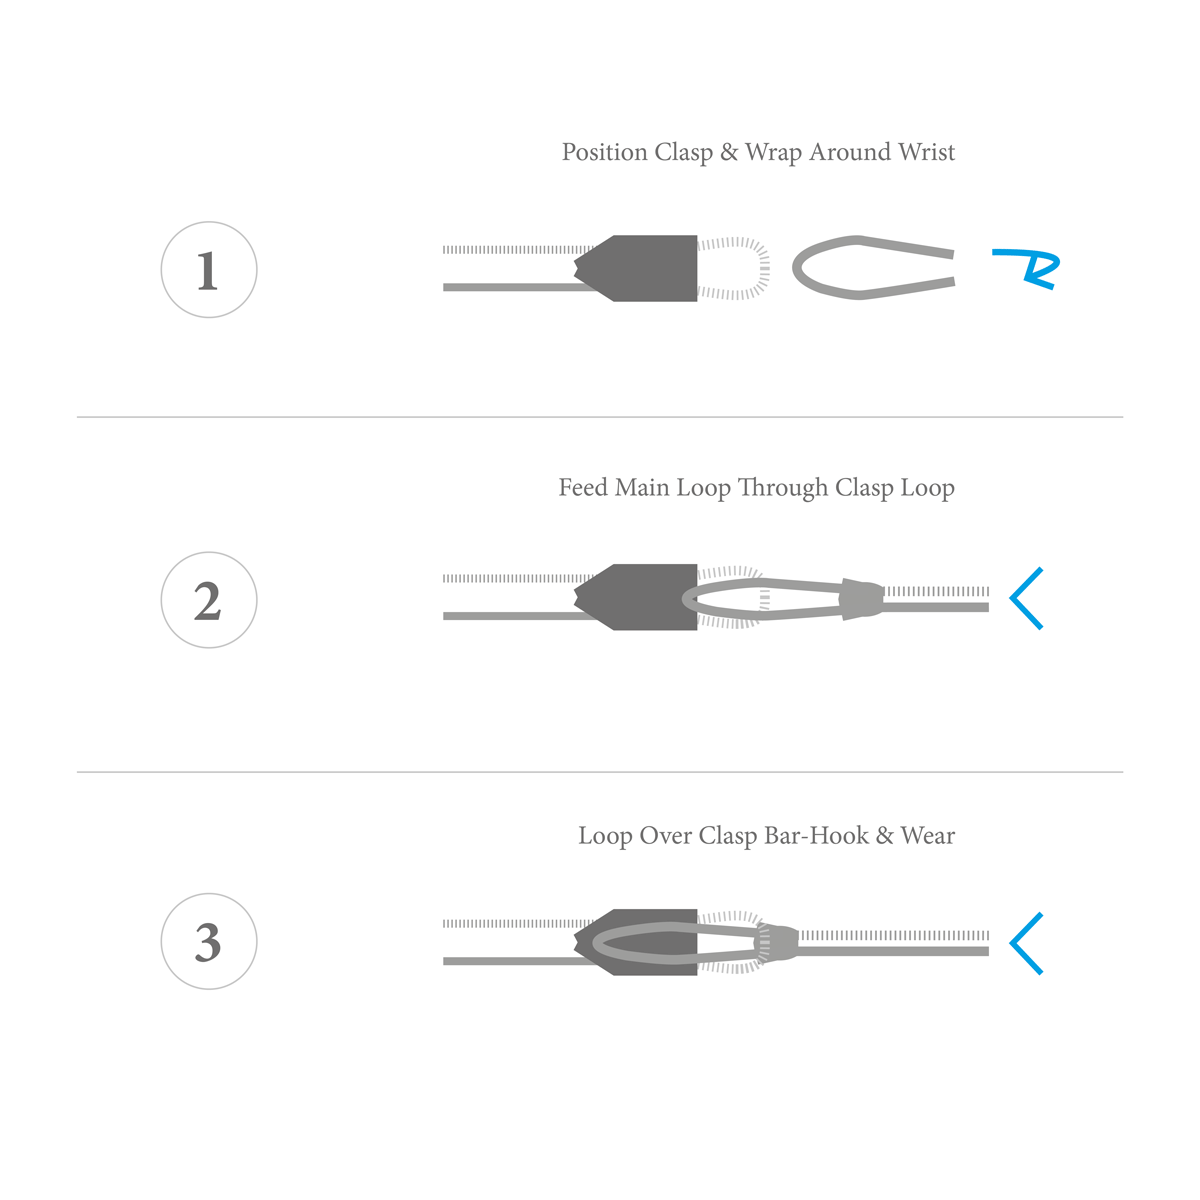 Position Clasp & Wrap Around Wrist
1
Feed Main Loop Through Clasp Loop
2
Loop Over Clasp Bar-Hook & Wear
3